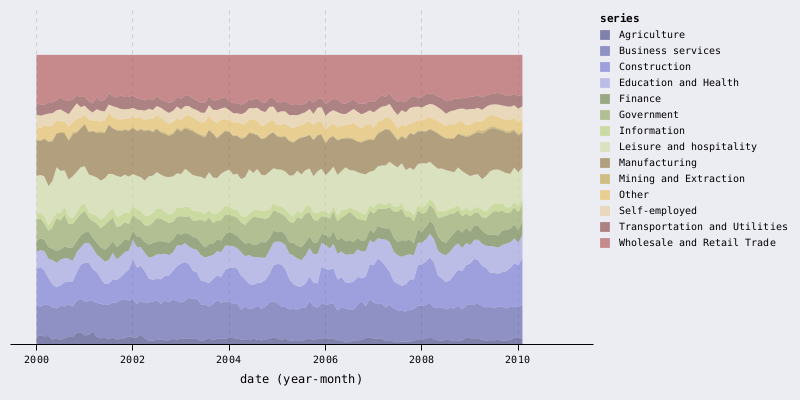 series
Agriculture
Business services
Construction
Education and Health
Finance
Government
Information
Leisure and hospitality
Manufacturing
Mining and Extraction
Other
Self-employed
Transportation and Utilities
Wholesale and Retail Trade
2000 2002 2004 2006 2008 2010
date (year-month)